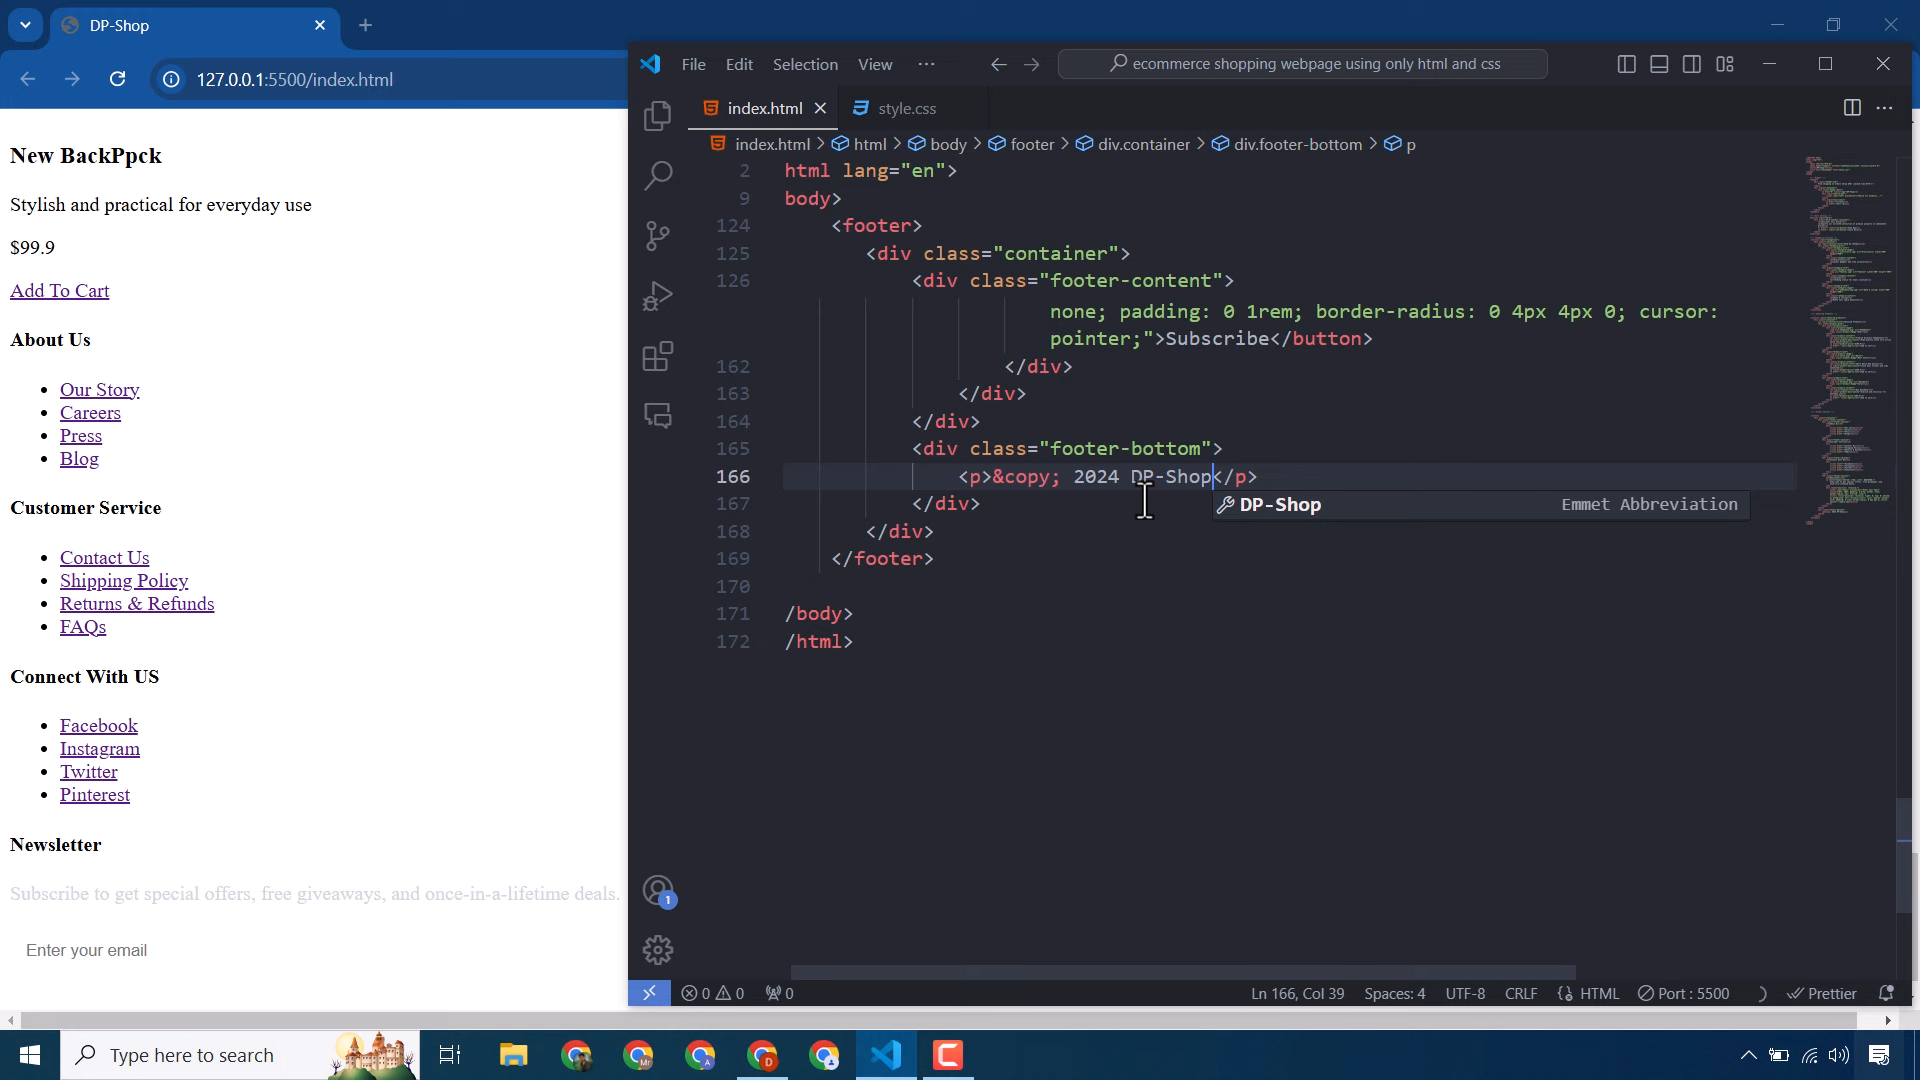 DP-Shop
127.0.0.1:5500/index.html
New BackPpck
Stylish and practical for everyday use
$99.9
Add To Cart
About Us
Our Story
Careers
Press
Blog
Customer Service
Contact Us
Shipping Policy
Returns & Refunds
FAQs
Connect With US
Facebook
Instagram
Twitter
Pinterest
Newsletter
Subscribe to get special offers, free giveaways, and once-in-a-lifetime deals.
Enter your email
File Edit Selection View ··· ecommerce shopping webpage using only html and css
index.html style.css
index.html > html > body > footer > div.container > div.footer-bottom > p
2 html lang="en">
9 body>
124 <footer>
125 <div class="container">
126 <div class="footer-content">
none; padding: 0 1rem; border-radius: 0 4px 4px 0; cursor:
pointer;">Subscribe</button>
162 </div>
163 </div>
164 </div>
165 <div class="footer-bottom">
166 <p>&copy; 2024 DP-Shop</p>
DP-Shop Emmet Abbreviation
167 </div>
168 </div>
169 </footer>
170
171 /body>
172 /html>
1
0 0 0 Ln 166, Col 39 Spaces: 4 UTF-8 CRLF {} HTML Port : 5500 Prettier
Type here to search